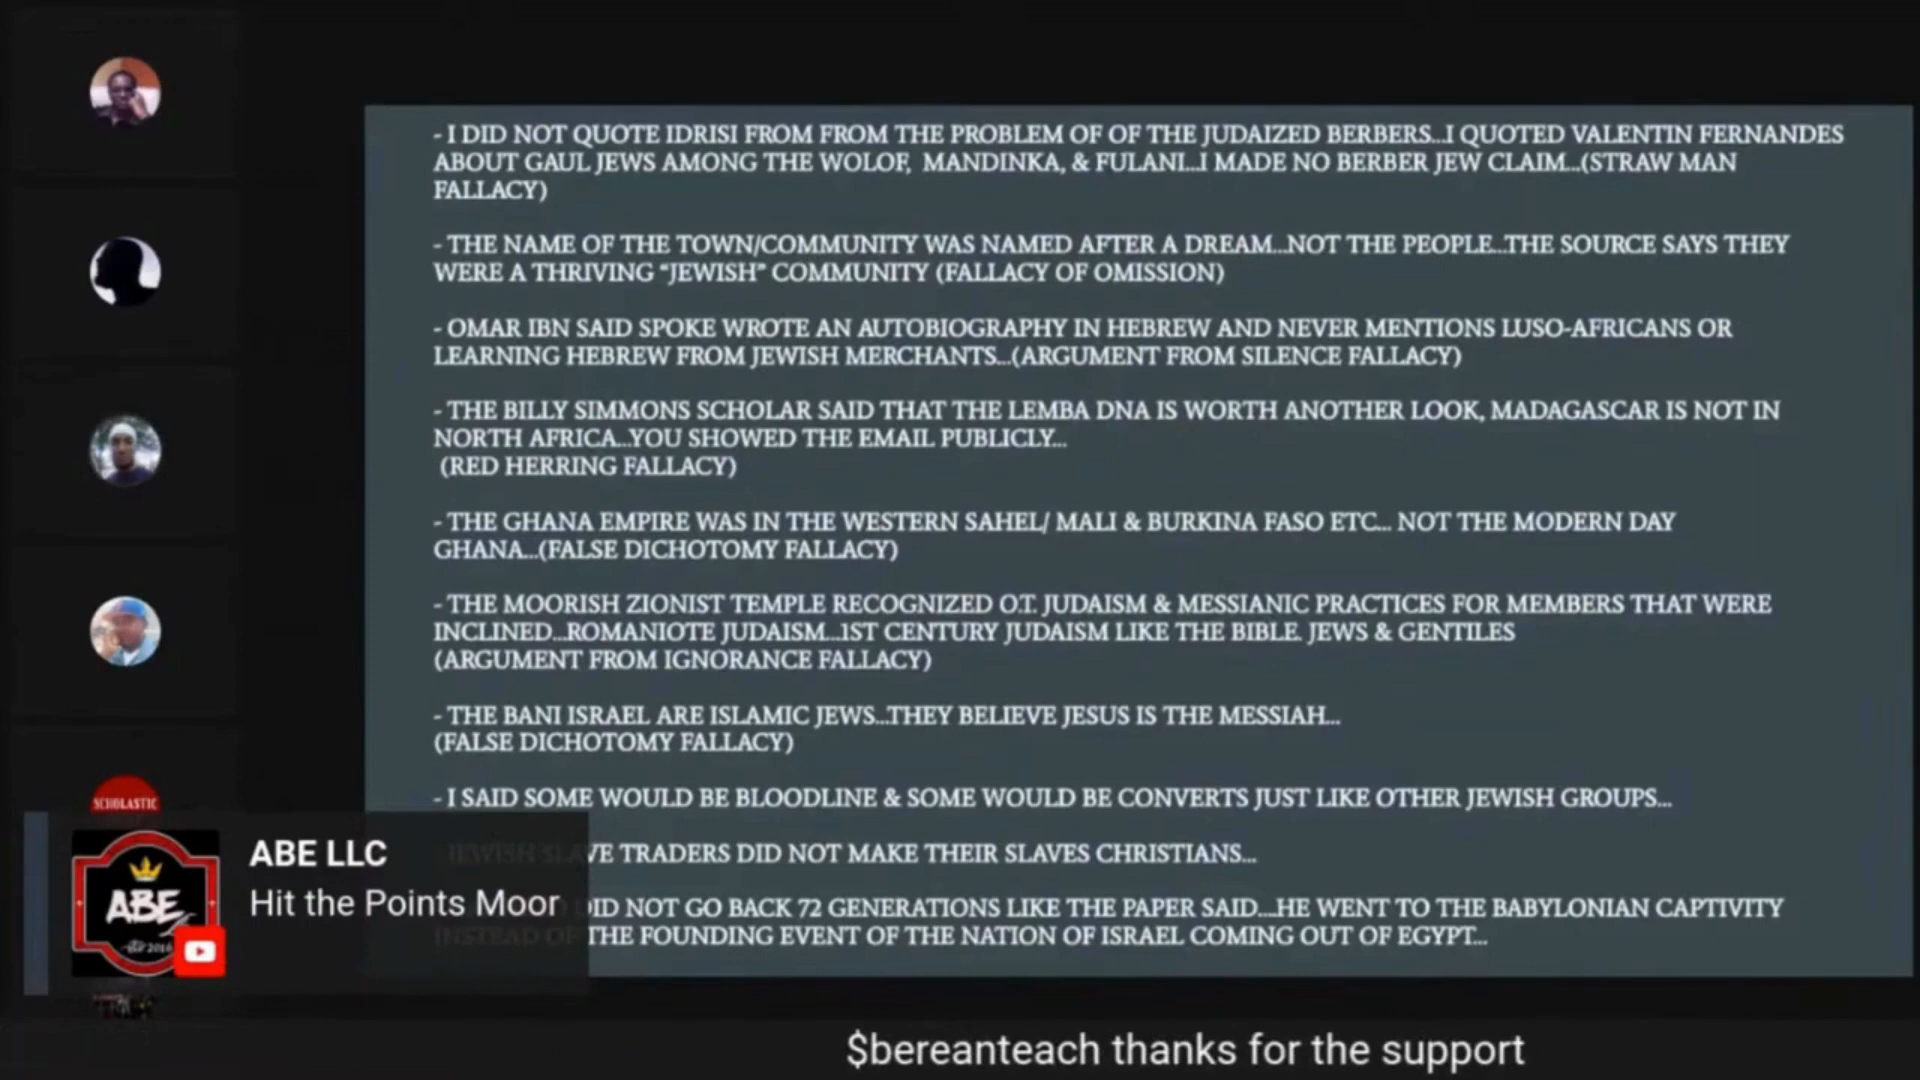 - I DID NOT QUOTE IDRISI FROM FROM THE PROBLEM OF OF THE JUDAIZED BERBERS...I QUOTED VALENTIN FERNANDES
ABOUT GAUL JEWS AMONG THE WOLOF, MANDINKA, & FULANI...I MADE NO BERBER JEW CLAIM...(STRAW MAN
FALLACY)
- THE NAME OF THE TOWN/COMMUNITY WAS NAMED AFTER A DREAM...NOT THE PEOPLE...THE SOURCE SAYS THEY
WERE A THRIVING “JEWISH” COMMUNITY (FALLACY OF OMISSION)
- OMAR IBN SAID SPOKE WROTE AN AUTOBIOGRAPHY IN HEBREW AND NEVER MENTIONS LUSO-AFRICANS OR
LEARNING HEBREW FROM JEWISH MERCHANTS...(ARGUMENT FROM SILENCE FALLACY)
- THE BILLY SIMMONS SCHOLAR SAID THAT THE LEMBA DNA IS WORTH ANOTHER LOOK, MADAGASCAR IS NOT IN
NORTH AFRICA...YOU SHOWED THE EMAIL PUBLICLY...
(RED HERRING FALLACY)
- THE GHANA EMPIRE WAS IN THE WESTERN SAHEL/ MALI & BURKINA FASO ETC... NOT THE MODERN DAY
GHANA...(FALSE DICHOTOMY FALLACY)
- THE MOORISH ZIONIST TEMPLE RECOGNIZED O.T. JUDAISM & MESSIANIC PRACTICES FOR MEMBERS THAT WERE
INCLINED...ROMANIOTE JUDAISM...1ST CENTURY JUDAISM LIKE THE BIBLE. JEWS & GENTILES
(ARGUMENT FROM IGNORANCE FALLACY)
- THE BANI ISRAEL ARE ISLAMIC JEWS...THEY BELIEVE JESUS IS THE MESSIAH...
(FALSE DICHOTOMY FALLACY)
- I SAID SOME WOULD BE BLOODLINE & SOME WOULD BE CONVERTS JUST LIKE OTHER JEWISH GROUPS...
- JEWISH SLAVE TRADERS DID NOT MAKE THEIR SLAVES CHRISTIANS...
DID NOT GO BACK 72 GENERATIONS LIKE THE PAPER SAID....HE WENT TO THE BABYLONIAN CAPTIVITY
INSTEAD OF THE FOUNDING EVENT OF THE NATION OF ISRAEL COMING OUT OF EGYPT...
SCHOLASTIC
ABE
ABE LLC
Hit the Points Moor
$bereanteach thanks for the support